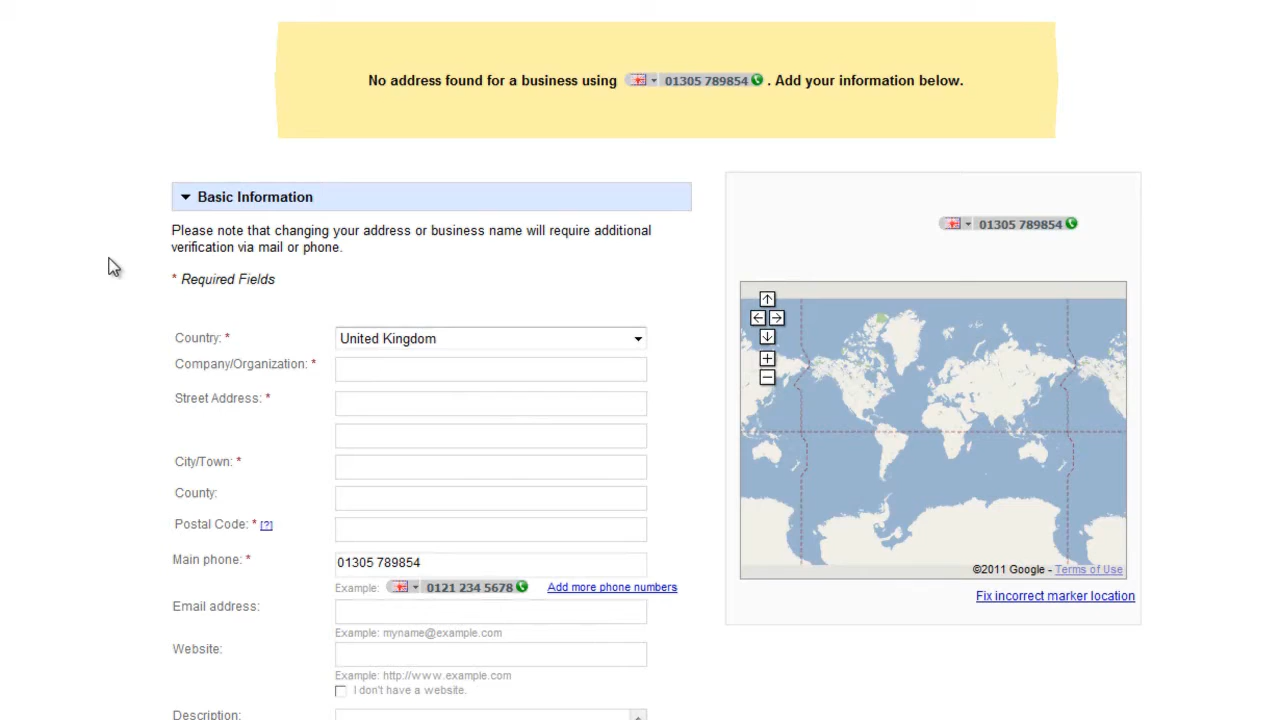 No address found for a business using 01305 789854 . Add your information below.
Basic Information
Please note that changing your address or business name will require additional
verification via mail or phone.
* Required Fields
01305 789854
Country: * United Kingdom
Company/Organization: *
Street Address: *
City/Town: *
County:
Postal Code: * [?]
Main phone: * 01305 789854
Example: 0121 234 5678 Add more phone numbers
Email address:
Example: myname@example.com
Website:
Example: http://www.example.com
I don't have a website.
Description:
©2011 Google - Terms of Use
Fix incorrect marker location